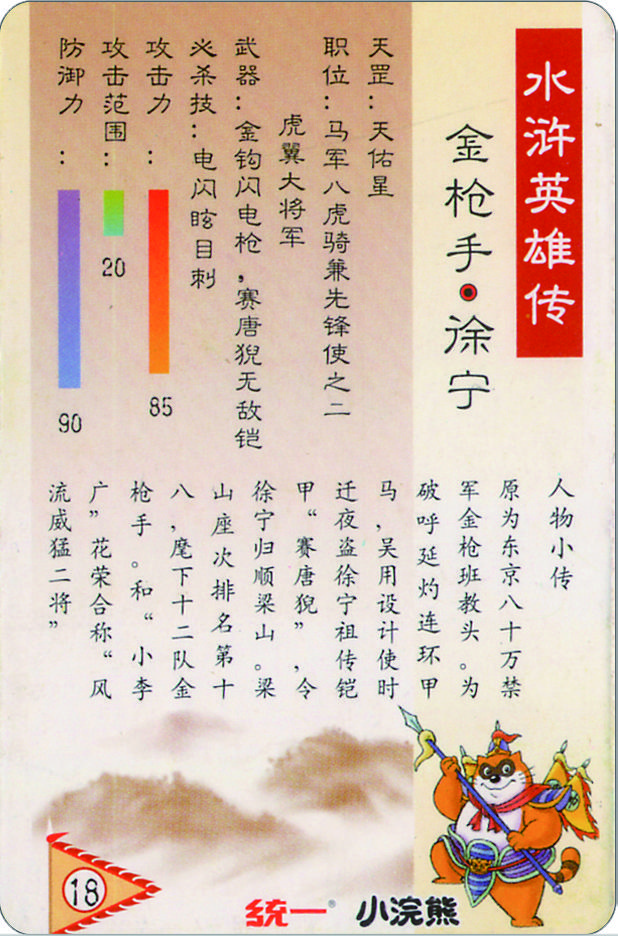 水浒英雄传
金枪手·徐宁
天罡：天佑星
职位：马军八虎骑兼先锋使之二
虎翼大将军
武器：金钩闪电枪，赛唐猊无敌铠
必杀技：电闪眩目刺
攻击力：
85
攻击范围：
20
防御力：
90
人物小传
原为东京八十万禁
军金枪班教头。为
破呼延灼连环甲
马，吴用设计使时
迁夜盗徐宁祖传铠
甲“赛唐猊”，令
徐宁归顺梁山。梁
山座次排名第十
八，麾下十二队金
枪手。和“小李
广”花荣合称“风
流威猛二将”
18
统一® 小浣熊